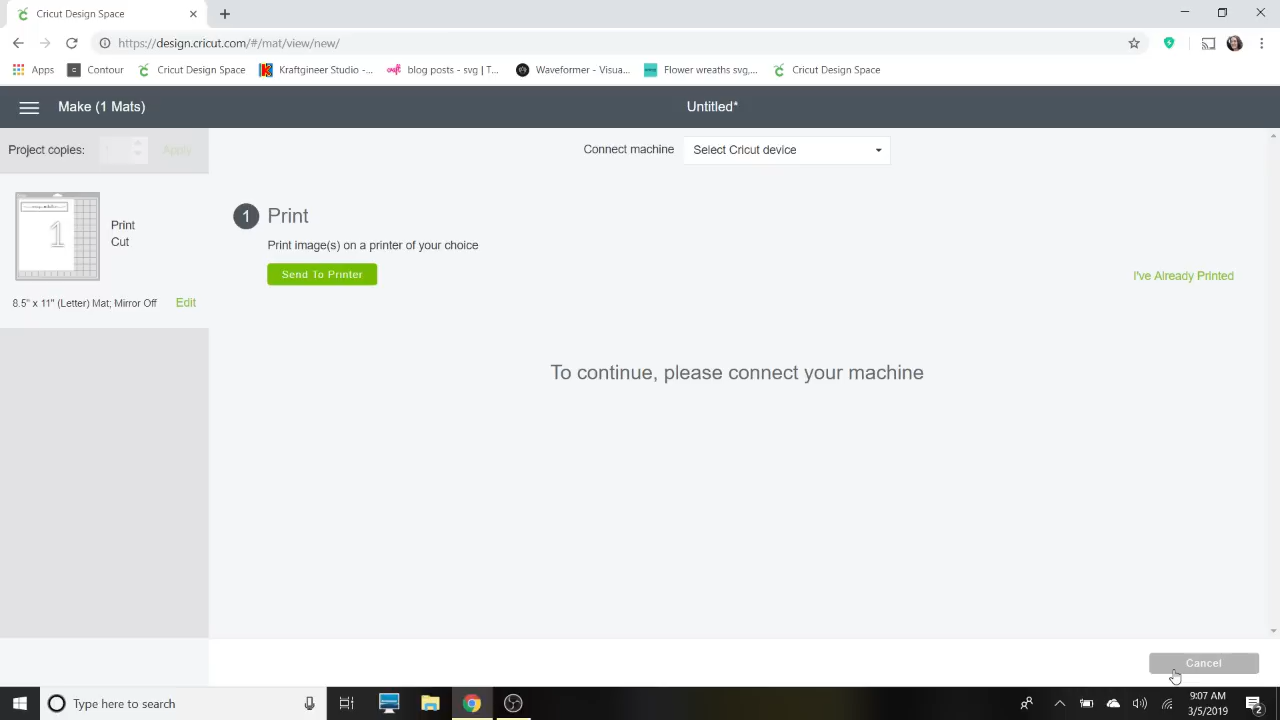 Cricut Design Space
https://design.cricut.com/#/mat/view/new/
Apps
Contour
Cricut Design Space
Kraftgineer Studio -...
blog posts - svg | T...
Waveformer - Visua...
Flower wreaths svg,...
Cricut Design Space
Make (1 Mats)
Untitled*
Project copies:
1
Apply
Connect machine
Select Cricut device
1
Print
Cut
8.5" x 11" (Letter) Mat; Mirror Off
Edit
1 Print
Print image(s) on a printer of your choice
Send To Printer
I've Already Printed
To continue, please connect your machine
Cancel
Type here to search
9:07 AM
3/5/2019
2